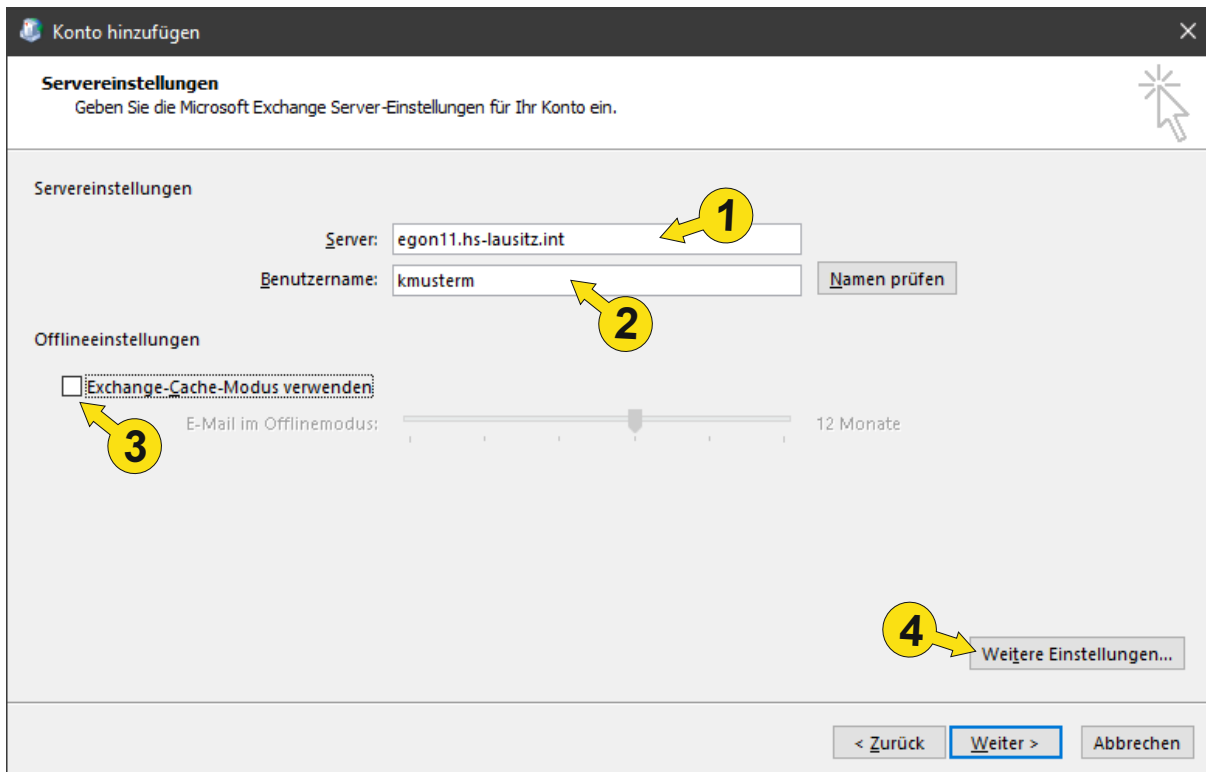 Konto hinzufügen
Servereinstellungen
Geben Sie die Microsoft Exchange Server-Einstellungen für Ihr Konto ein.
Servereinstellungen
1
Server: egon11.hs-lausitz.int
Benutzername: kmusterm Namen prüfen
2
Offlineeinstellungen
Exchange-Cache-Modus verwenden
3
E-Mail im Offlinemodus: 12 Monate
4
Weitere Einstellungen...
< Zurück Weiter > Abbrechen